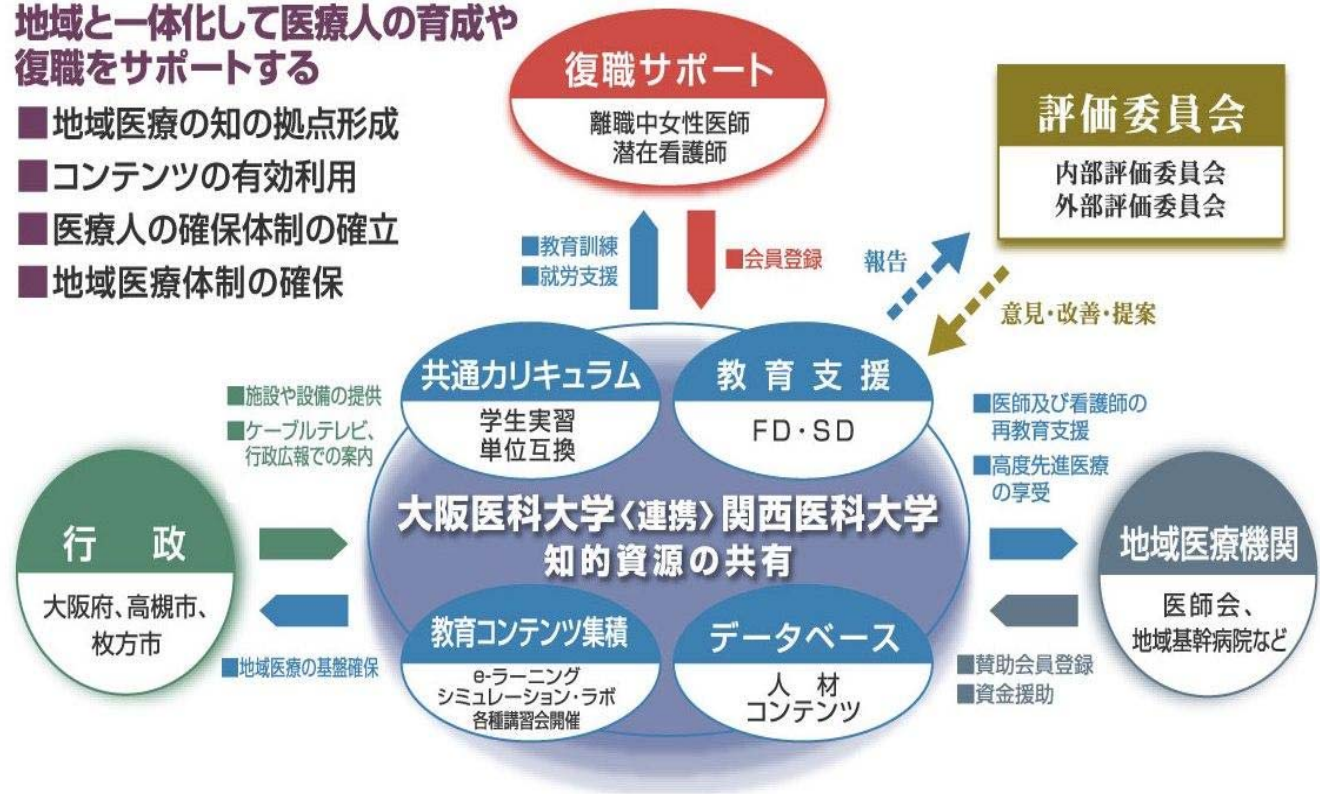 地域と一体化して医療人の育成や
復職をサポートする
■地域医療の知の拠点形成
■コンテンツの有効利用
■医療人の確保体制の確立
■地域医療体制の確保
復職サポート
離職中女性医師
潜在看護師
評価委員会
内部評価委員会
外部評価委員会
■教育訓練
■就労支援
■会員登録
報告
意見・改善・提案
共通カリキュラム
学生実習
単位互換
教育支援
FD・SD
■施設や設備の提供
■ケーブルテレビ、
行政広報での案内
■医師及び看護師の
再教育支援
■高度先進医療
の享受
行政
大阪府、高槻市、
枚方市
大阪医科大学〈連携〉関西医科大学
知的資源の共有
地域医療機関
医師会、
地域基幹病院など
■地域医療の基盤確保
教育コンテンツ集積
e-ラーニング
シミュレーション・ラボ
各種講習会開催
データベース
人材
コンテンツ
■賛助会員登録
■資金援助